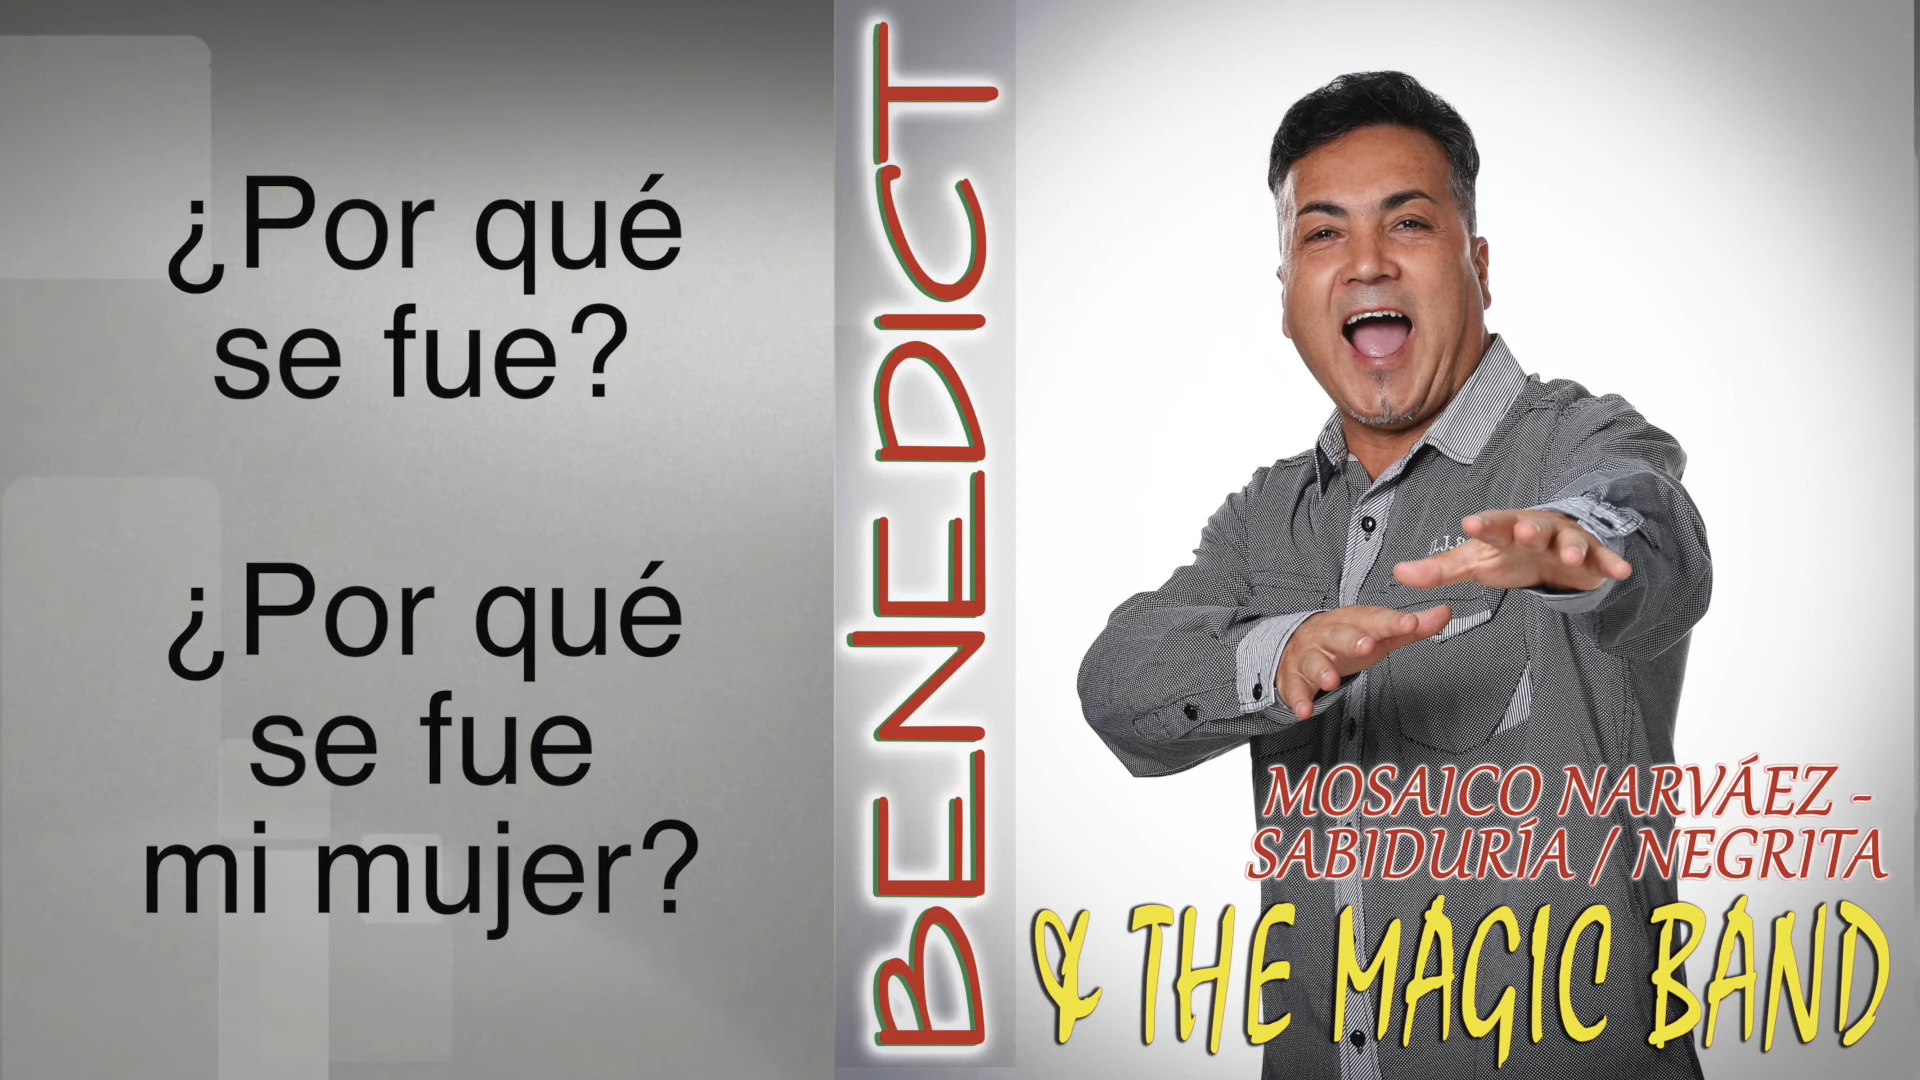 ¿Por qué
se fue?
¿Por qué
se fue
mi mujer?
BENEDICT
MOSAICO NARVÁEZ -
SABIDURÍA / NEGRITA
& THE MAGIC BAND